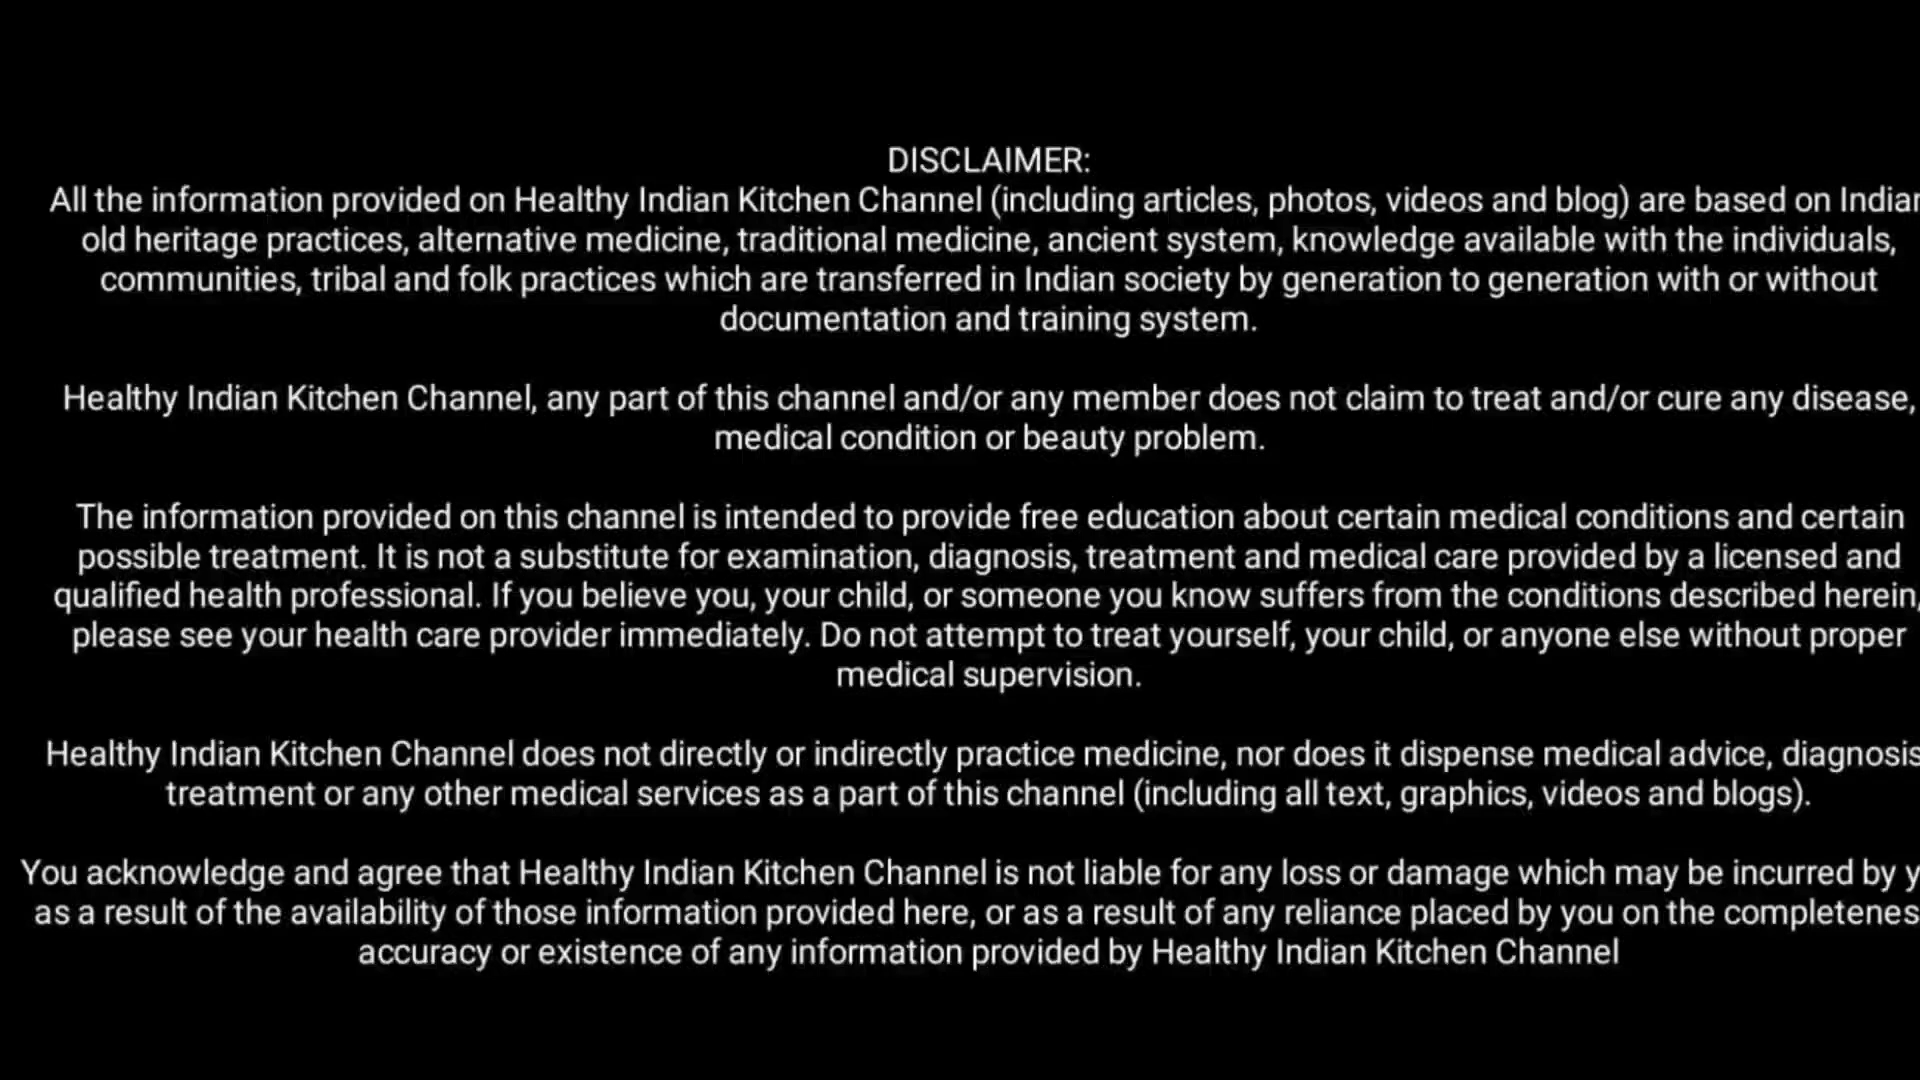 DISCLAIMER:
All the information provided on Healthy Indian Kitchen Channel (including articles, photos, videos and blog) are based on Indian
old heritage practices, alternative medicine, traditional medicine, ancient system, knowledge available with the individuals,
communities, tribal and folk practices which are transferred in Indian society by generation to generation with or without
documentation and training system.
Healthy Indian Kitchen Channel, any part of this channel and/or any member does not claim to treat and/or cure any disease,
medical condition or beauty problem.
The information provided on this channel is intended to provide free education about certain medical conditions and certain
possible treatment. It is not a substitute for examination, diagnosis, treatment and medical care provided by a licensed and
qualified health professional. If you believe you, your child, or someone you know suffers from the conditions described herein,
please see your health care provider immediately. Do not attempt to treat yourself, your child, or anyone else without proper
medical supervision.
Healthy Indian Kitchen Channel does not directly or indirectly practice medicine, nor does it dispense medical advice, diagnosis
treatment or any other medical services as a part of this channel (including all text, graphics, videos and blogs).
You acknowledge and agree that Healthy Indian Kitchen Channel is not liable for any loss or damage which may be incurred by y
as a result of the availability of those information provided here, or as a result of any reliance placed by you on the completenes
accuracy or existence of any information provided by Healthy Indian Kitchen Channel